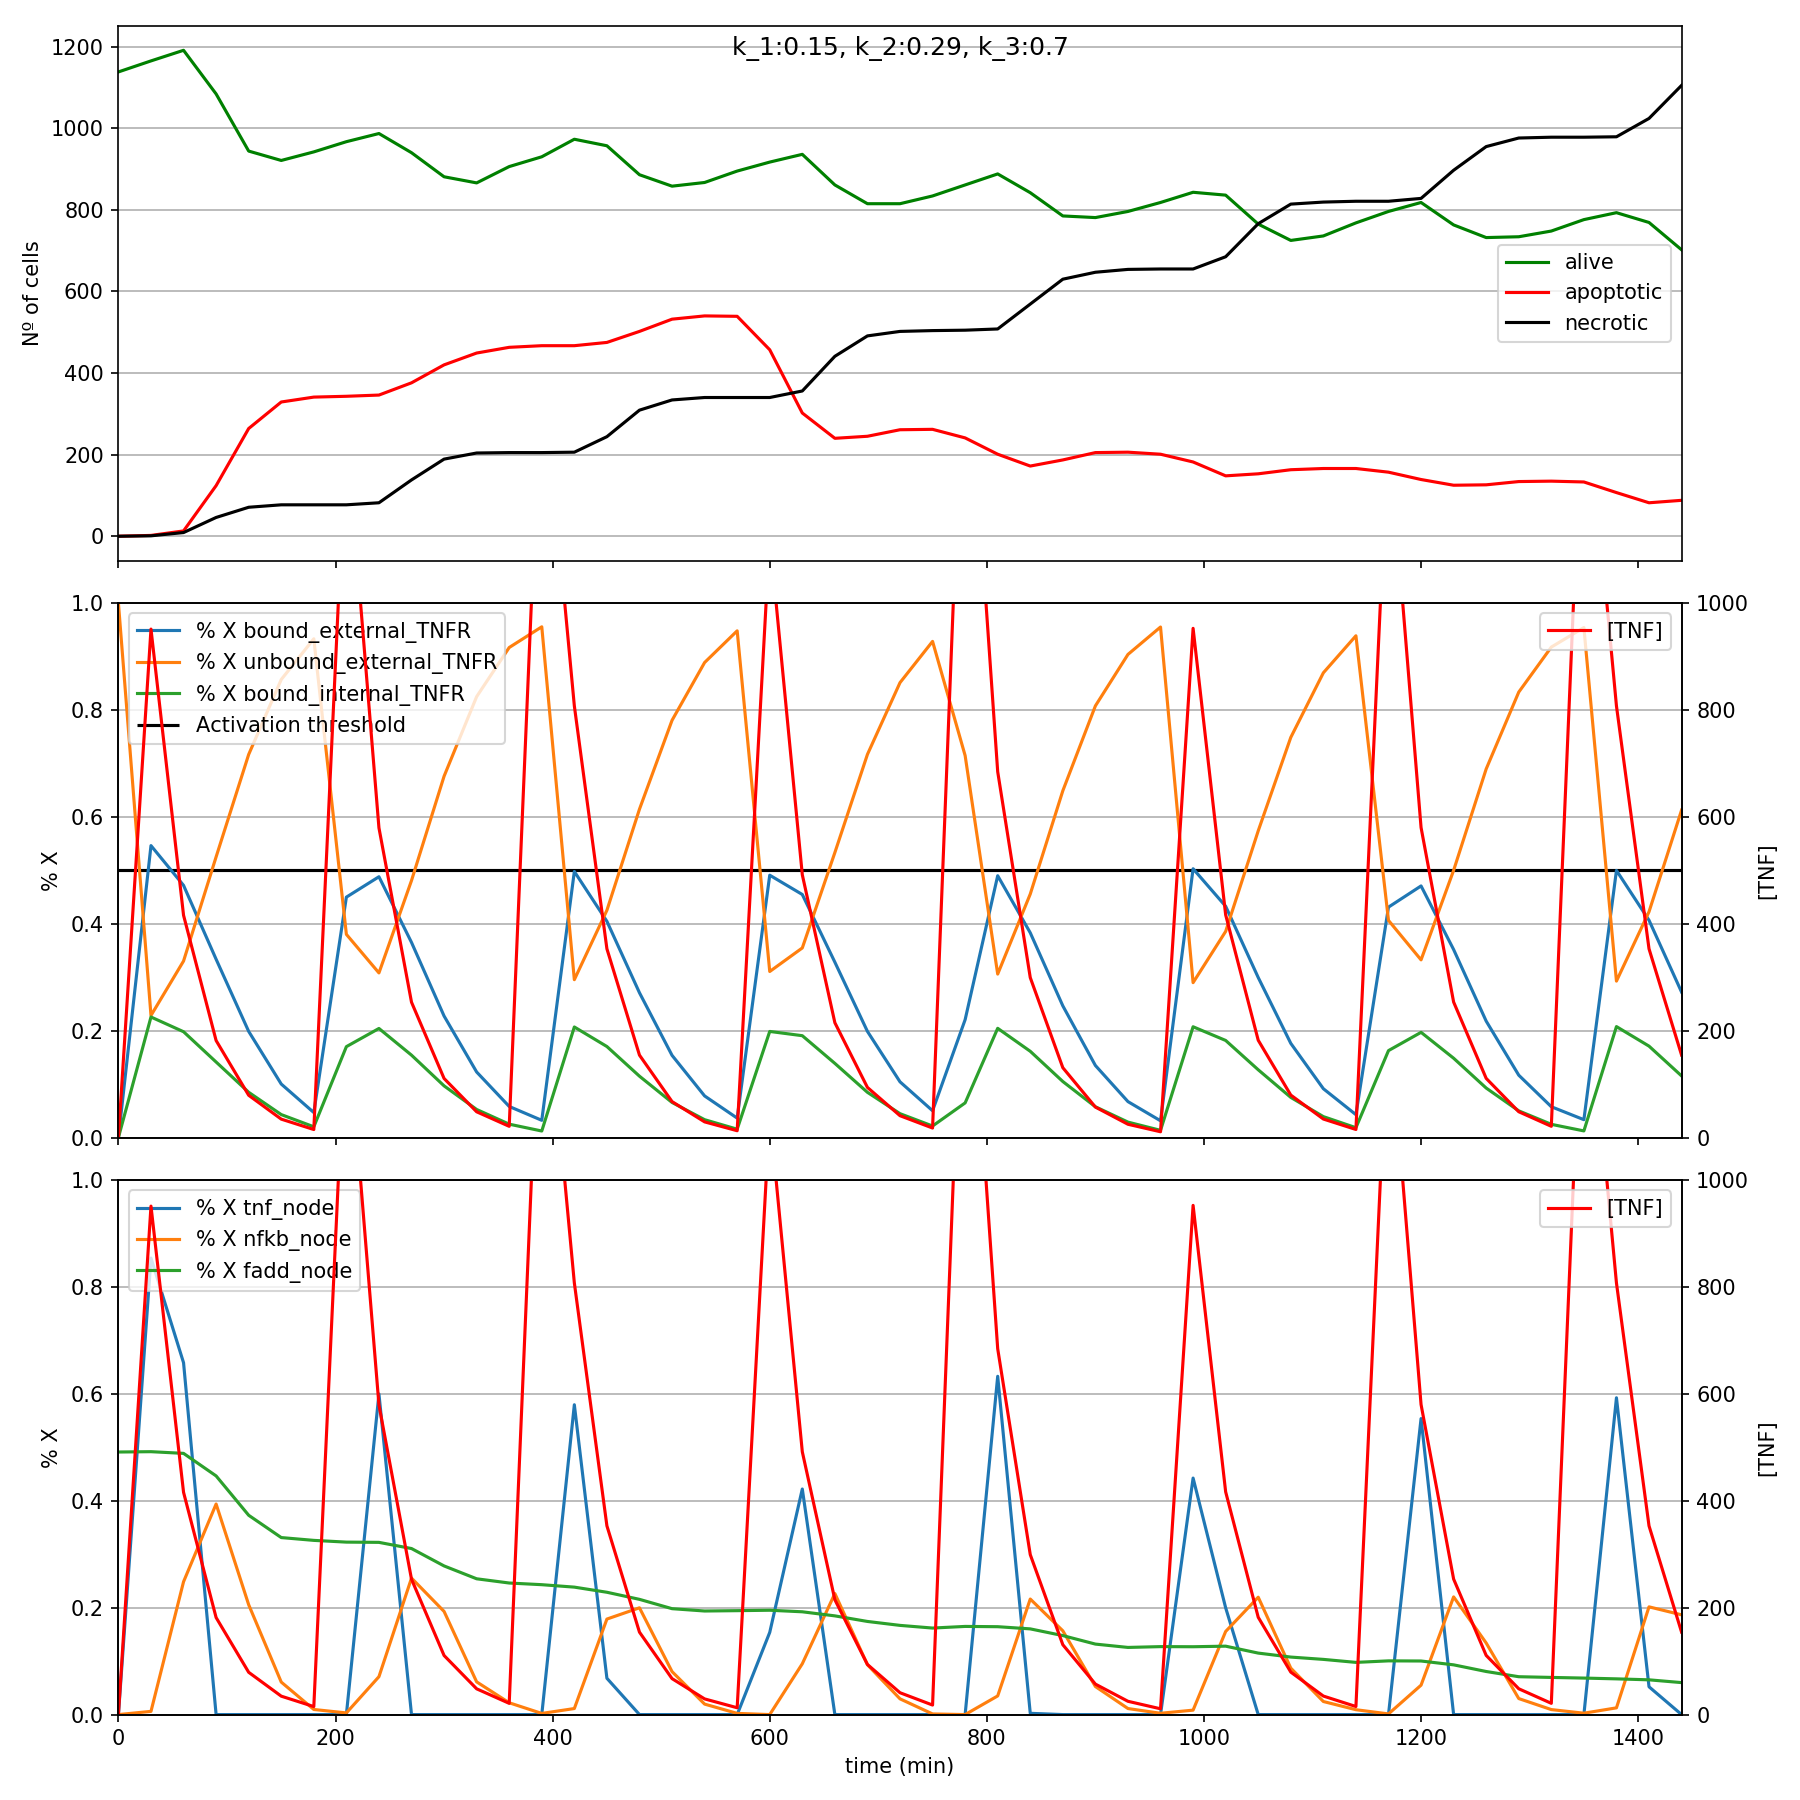 k_1:0.15, k_2:0.29, k_3:0.7
1200
1000
800
600
400
200
0
Nº of cells
alive
apoptotic
necrotic
1.0
0.8
0.6
0.4
0.2
0.0
% X
% X bound_external_TNFR
% X unbound_external_TNFR
% X bound_internal_TNFR
Activation threshold
[TNF]
1000
800
600
400
200
0
[TNF]
1.0
0.8
0.6
0.4
0.2
0.0
% X
% X tnf_node
% X nfkb_node
% X fadd_node
[TNF]
1000
800
600
400
200
0
[TNF]
0 200 400 600 800 1000 1200 1400
time (min)